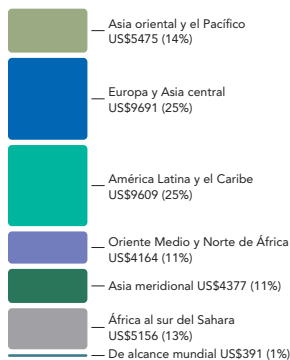 Asia oriental y el Pacífico
US$5475 (14%)
Europa y Asia central
US$9691 (25%)
América Latina y el Caribe
US$9609 (25%)
Oriente Medio y Norte de África
US$4164 (11%)
Asia meridional US$4377 (11%)
África al sur del Sahara
US$5156 (13%)
De alcance mundial US$391 (1%)